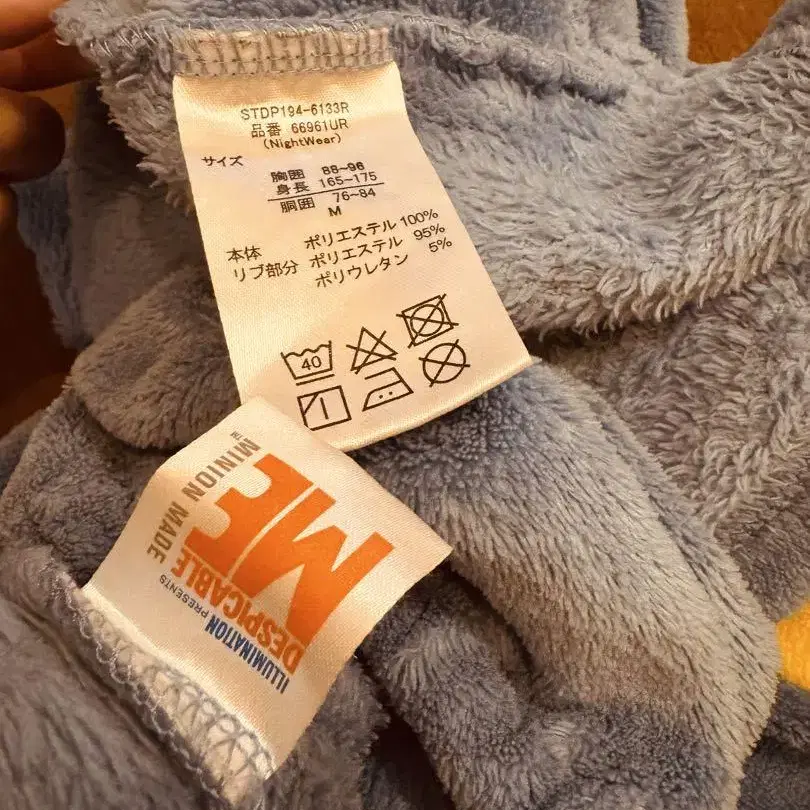 STDP194-6133R
品番 66961UR
(NightWear)
サイズ
胸囲 88~96
身長 165~175
胴囲 76~84
M
本体 ポリエステル 100%
リブ部分 ポリエステル 95%
ポリウレタン 5%
40
ILLUMINATION PRESENTS
DESPICABLE
ME
MINION MADE
TM